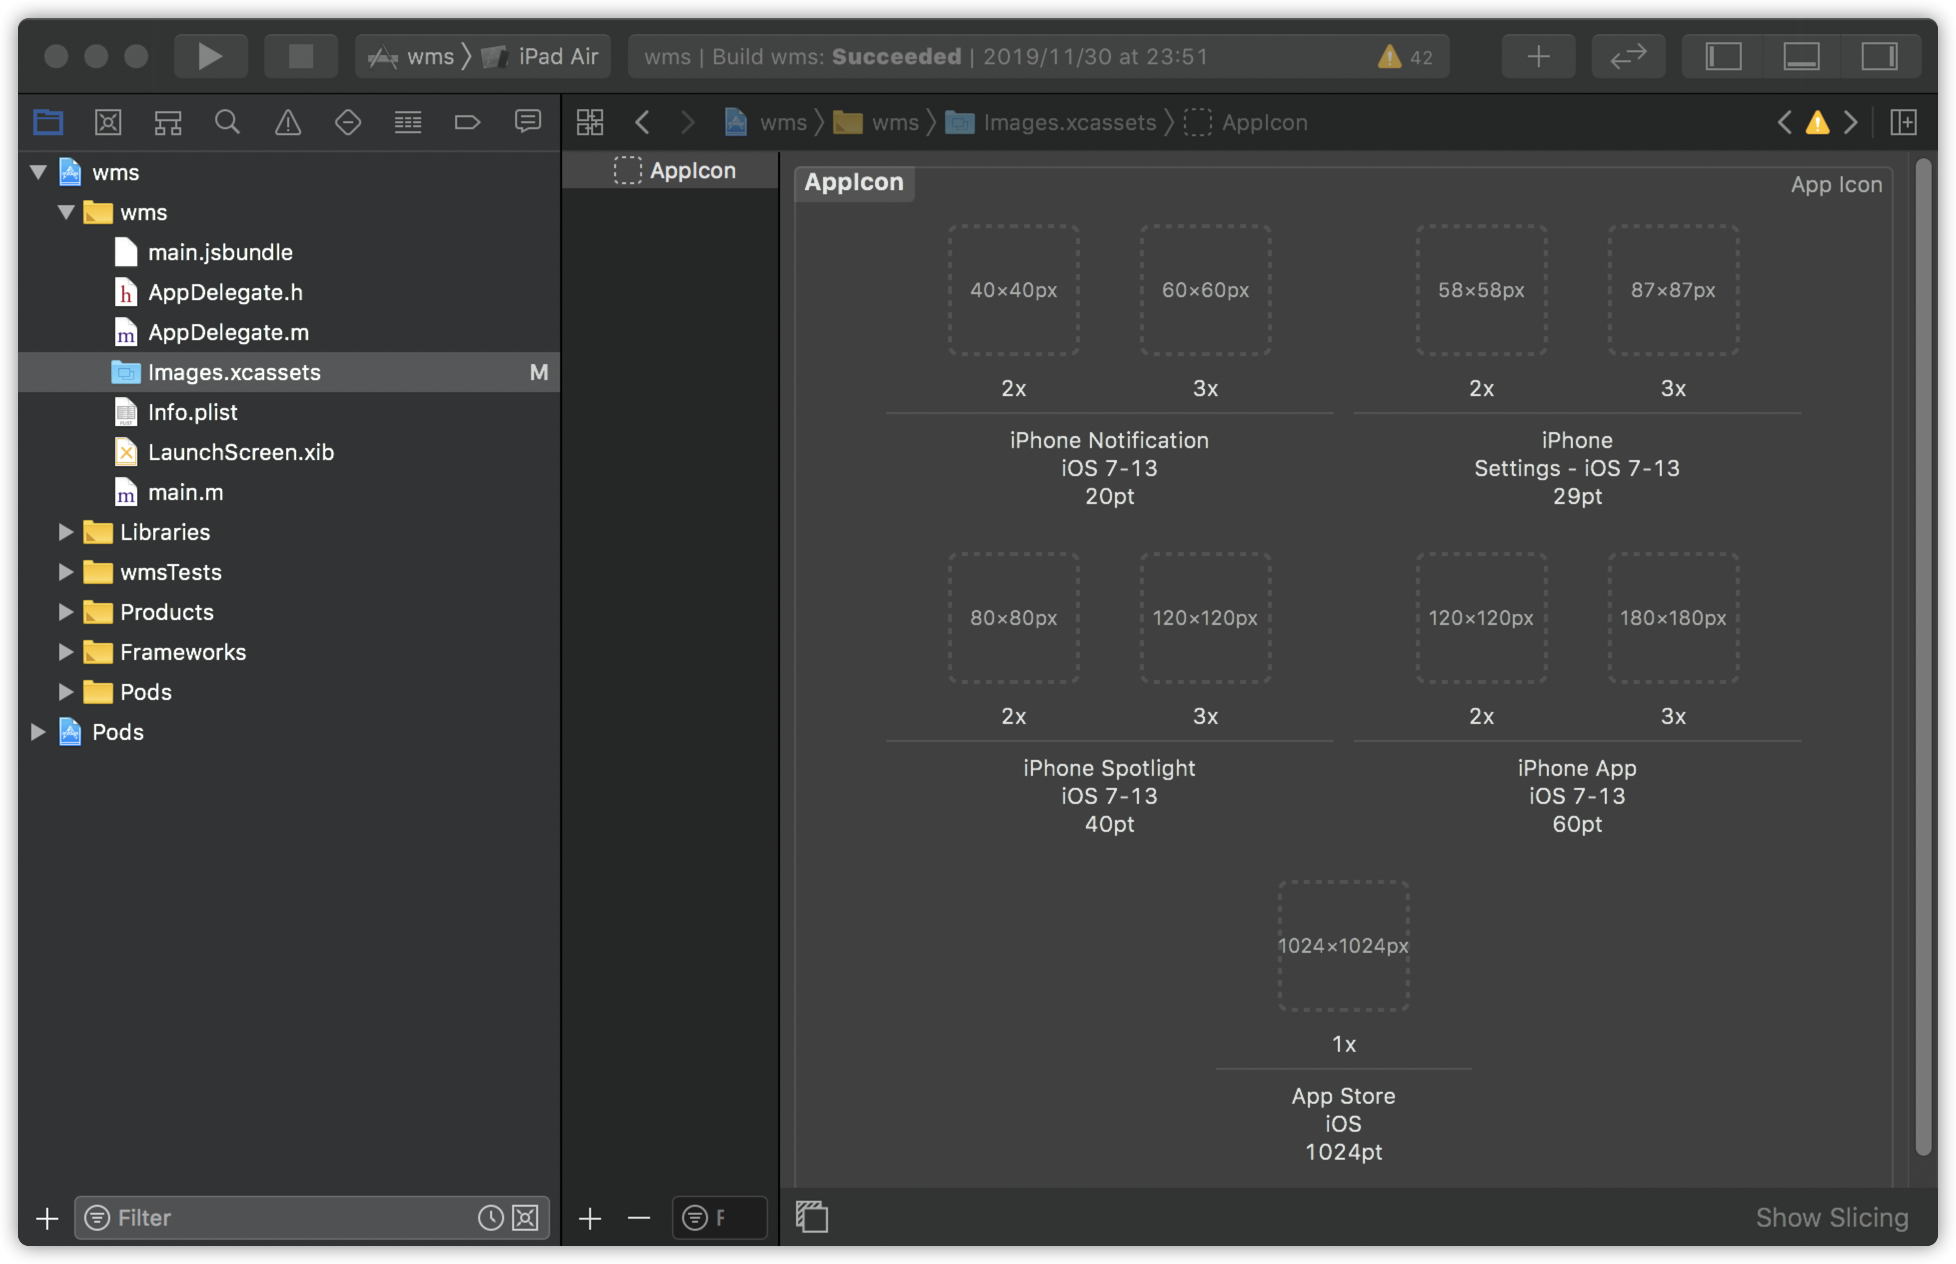 wms 〉 iPad Air
wms | Build wms: Succeeded | 2019/11/30 at 23:51
42
wms 〉 wms 〉 Images.xcassets 〉 AppIcon
wms
wms
main.jsbundle
AppDelegate.h
AppDelegate.m
Images.xcassets M
Info.plist
LaunchScreen.xib
main.m
Libraries
wmsTests
Products
Frameworks
Pods
Pods
Filter
AppIcon
F
AppIcon
App Icon
40×40px 60×60px 58×58px 87×87px
2x 3x 2x 3x
iPhone Notification
iOS 7-13
20pt
iPhone
Settings - iOS 7-13
29pt
80×80px 120×120px 120×120px 180×180px
2x 3x 2x 3x
iPhone Spotlight
iOS 7-13
40pt
iPhone App
iOS 7-13
60pt
1024×1024px
1x
App Store
iOS
1024pt
Show Slicing